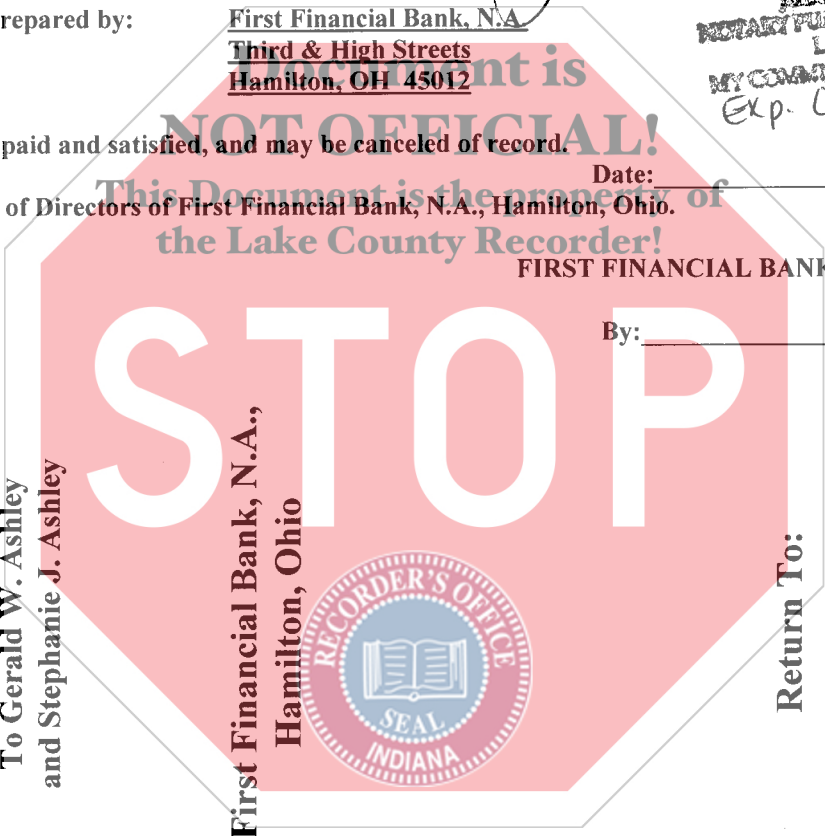 repared by:
First Financial Bank, N.A.
Third & High Streets
Hamilton, OH 45012
Document is
NOT OFFICIAL!
This Document is the property of
the Lake County Recorder!
MY COMM
Exp.
paid and satisfied, and may be canceled of record.
Date:
of Directors of First Financial Bank, N.A., Hamilton, Ohio.
FIRST FINANCIAL BANK
By:
STOP
To Gerald W. Ashley
and Stephanie J. Ashley
First Financial Bank, N.A.,
Hamilton, Ohio
RECORDER'S OFFICE
SEAL
INDIANA
Return To: